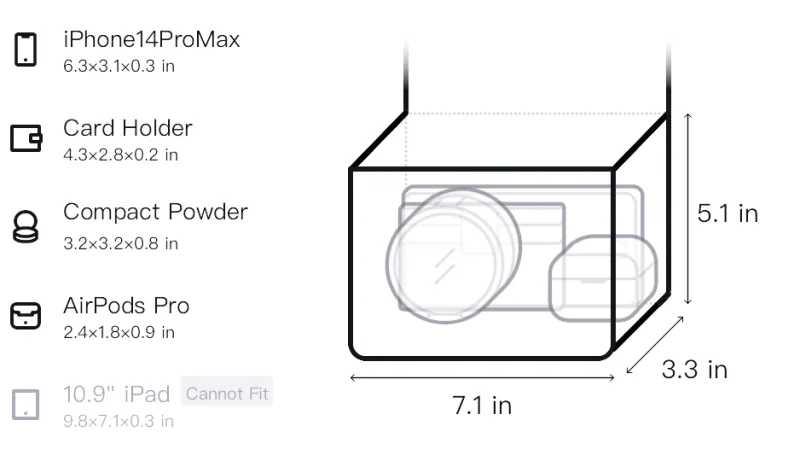 iPhone14ProMax
6.3×3.1×0.3 in
Card Holder
4.3×2.8×0.2 in
Compact Powder
3.2×3.2×0.8 in
AirPods Pro
2.4×1.8×0.9 in
10.9" iPad Cannot Fit
9.8×7.1×0.3 in
5.1 in
3.3 in
7.1 in